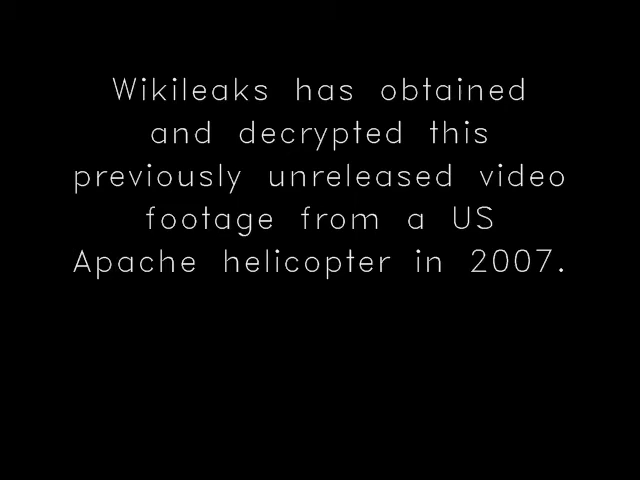 Wikileaks has obtained
and decrypted this
previously unreleased video
footage from a US
Apache helicopter in 2007.